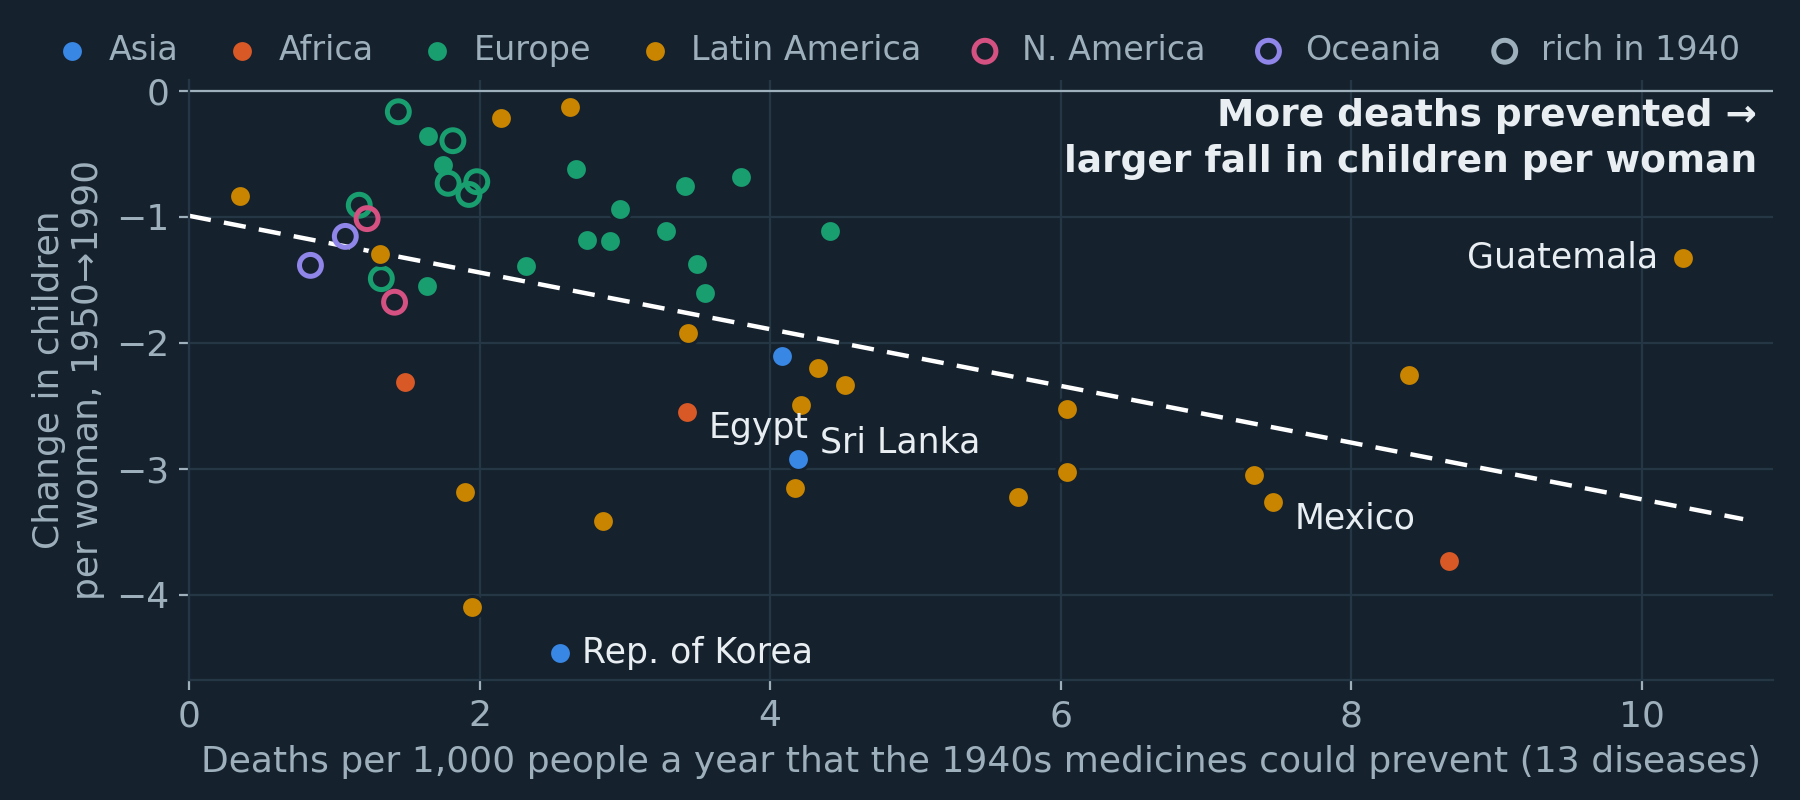 Asia
Africa
Europe
Latin America
N. America
Oceania
rich in 1940
More deaths prevented →
larger fall in children per woman
0
−1
−2
−3
−4
Change in children
per woman, 1950→1990
Guatemala
Egypt
Sri Lanka
Mexico
Rep. of Korea
0
2
4
6
8
10
Deaths per 1,000 people a year that the 1940s medicines could prevent (13 diseases)